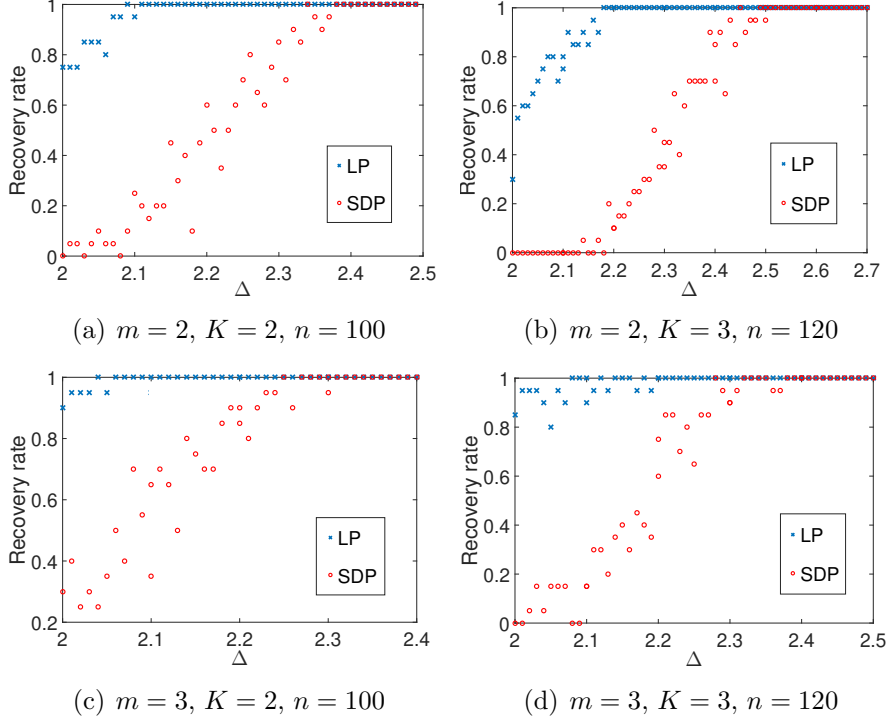 1
0.8
0.6
0.4
0.2
0
Recovery rate
2 2.1 2.2 2.3 2.4 2.5
Δ
LP
SDP
(a) m = 2, K = 2, n = 100
1
0.8
0.6
0.4
0.2
0
Recovery rate
2 2.1 2.2 2.3 2.4 2.5 2.6 2.7
Δ
LP
SDP
(b) m = 2, K = 3, n = 120
1
0.8
0.6
0.4
0.2
Recovery rate
2 2.1 2.2 2.3 2.4
Δ
LP
SDP
(c) m = 3, K = 2, n = 100
1
0.8
0.6
0.4
0.2
0
Recovery rate
2 2.1 2.2 2.3 2.4 2.5
Δ
LP
SDP
(d) m = 3, K = 3, n = 120